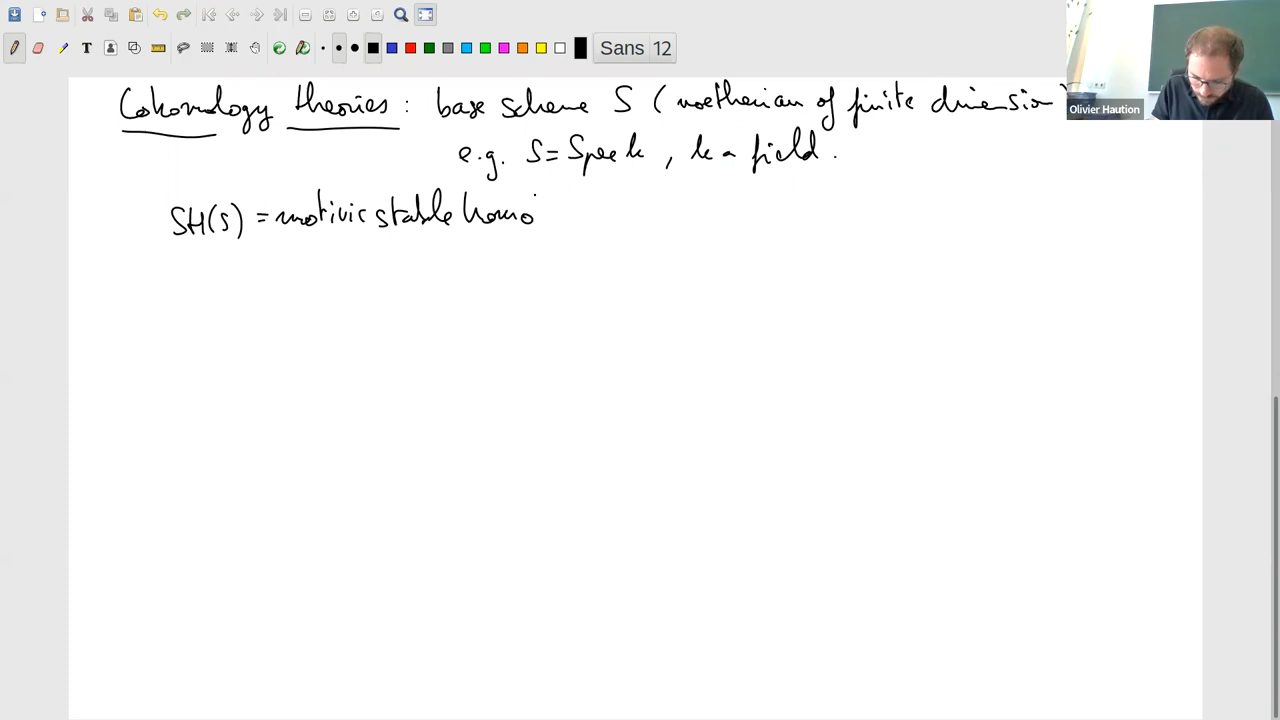 Sans 12
Olivier Haution
Cohomology theories : base scheme S (noetherian of finite dimension)
e.g. S = Spec k , k a field .
SH(S) = motivic stable homo